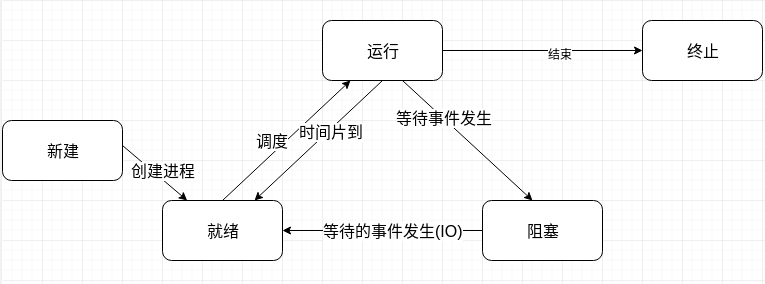 运行
结束
终止
等待事件发生
调度
时间片到
新建
创建进程
就绪
等待的事件发生(IO)
阻塞